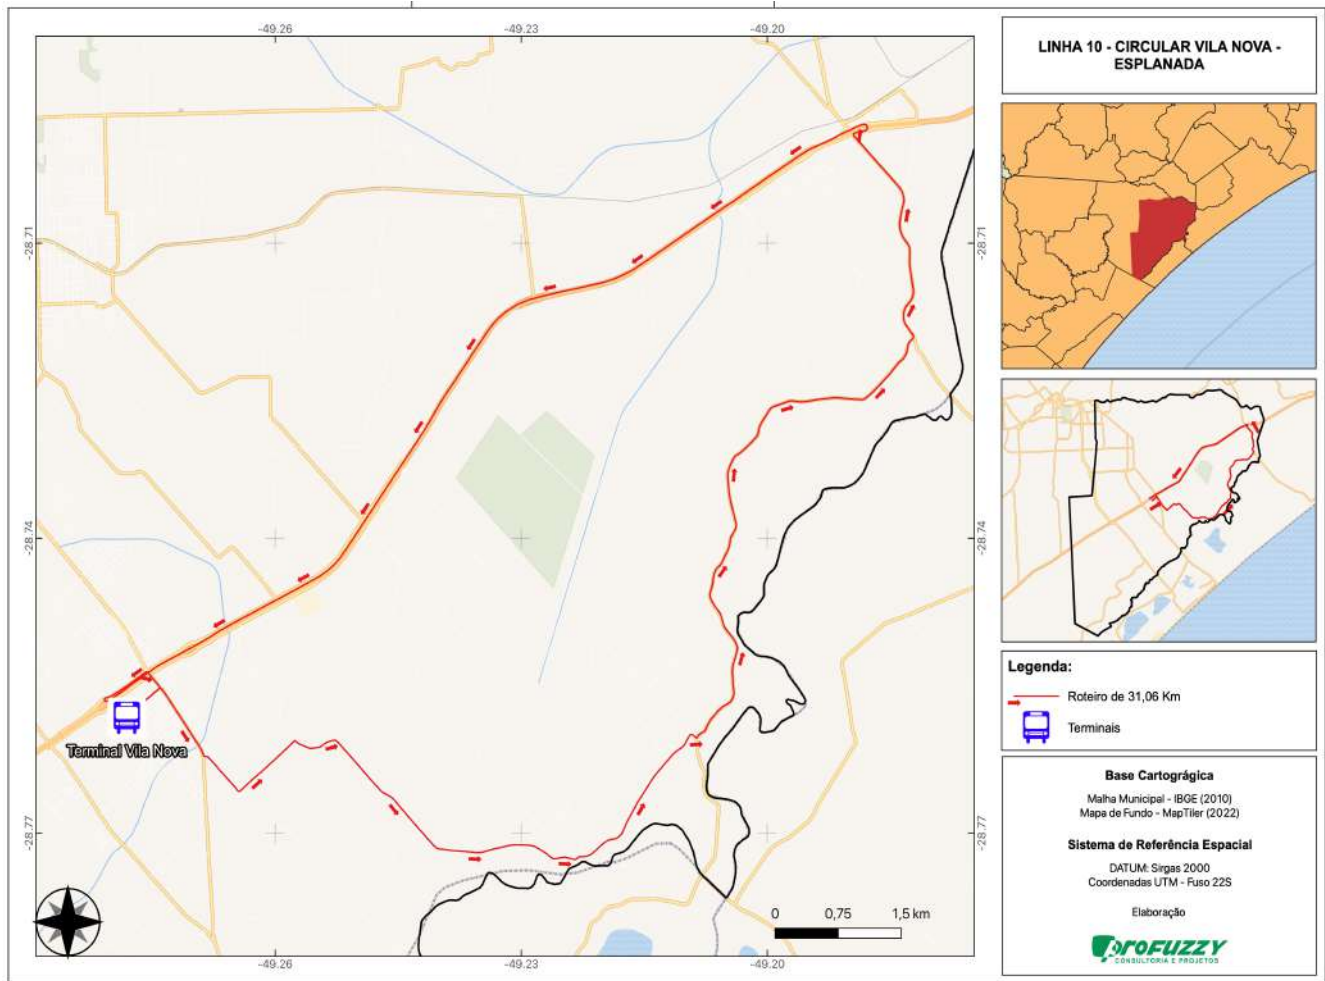 -49.26
-49.23
-49.20
-28.71
-28.71
-28.74
-28.74
-28.77
-28.77
Terminal Vila Nova
0
0,75
1,5 km
-49.26
-49.23
-49.20
LINHA 10 - CIRCULAR VILA NOVA -
ESPLANADA
Legenda:
Roteiro de 31,06 Km
Terminais
Base Cartográgica
Malha Municipal - IBGE (2010)
Mapa de Fundo - MapTiler (2022)
Sistema de Referência Espacial
DATUM: Sirgas 2000
Coordenadas UTM - Fuso 22S
Elaboração
PROFUZZY
CONSULTORIA E PROJETOS